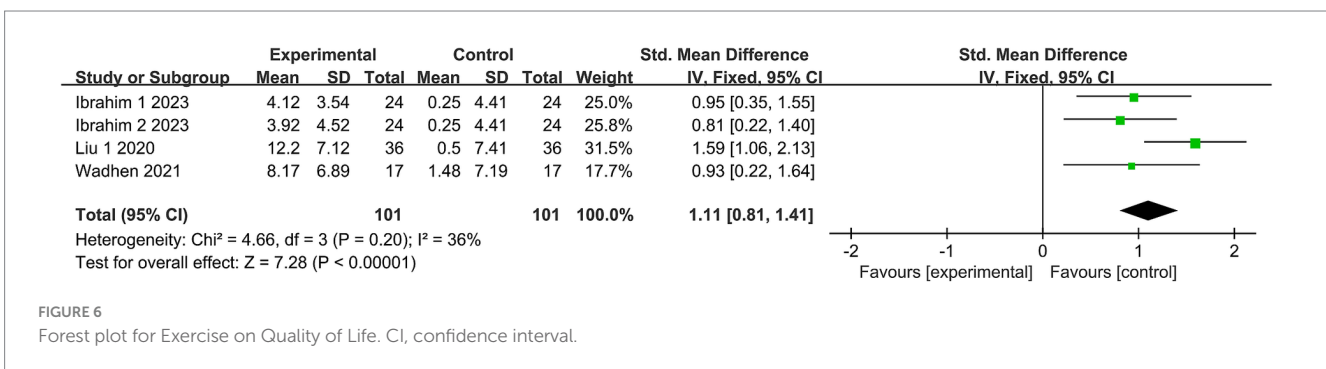 Experimental Control Std. Mean Difference Std. Mean Difference
Study or Subgroup Mean SD Total Mean SD Total Weight IV, Fixed, 95% CI IV, Fixed, 95% CI
Ibrahim 1 2023 4.12 3.54 24 0.25 4.41 24 25.0% 0.95 [0.35, 1.55]
Ibrahim 2 2023 3.92 4.52 24 0.25 4.41 24 25.8% 0.81 [0.22, 1.40]
Liu 1 2020 12.2 7.12 36 0.5 7.41 36 31.5% 1.59 [1.06, 2.13]
Wadhen 2021 8.17 6.89 17 1.48 7.19 17 17.7% 0.93 [0.22, 1.64]
Total (95% CI) 101 101 100.0% 1.11 [0.81, 1.41]
Heterogeneity: Chi² = 4.66, df = 3 (P = 0.20); I² = 36%
Test for overall effect: Z = 7.28 (P < 0.00001)
-2 -1 0 1 2
Favours [experimental] Favours [control]
FIGURE 6
Forest plot for Exercise on Quality of Life. CI, confidence interval.